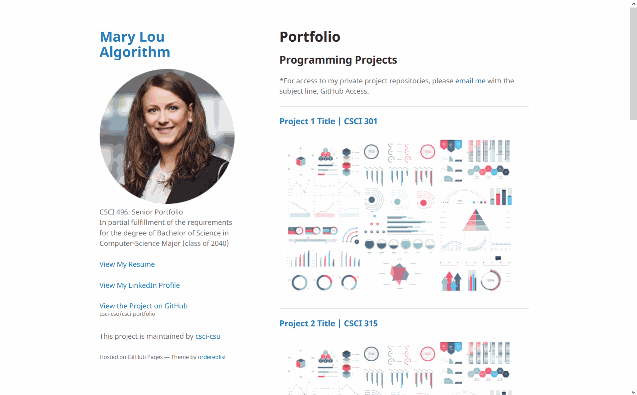 Mary Lou
Algorithm
CSCI 496: Senior Portfolio
In partial fulfillment of the requirements
for the degree of Bachelor of Science in
Computer-Science Major (class of 2040)
View My Resume
View My LinkedIn Profile
View the Project on GitHub
csci-csu/csci-portfolio
This project is maintained by csci-csu
Hosted on GitHub Pages — Theme by orderedlist
Portfolio
Programming Projects
*For access to my private project repositories, please email me with the
subject line, GitHub Access.
Project 1 Title | CSCI 301
Project 2 Title | CSCI 315